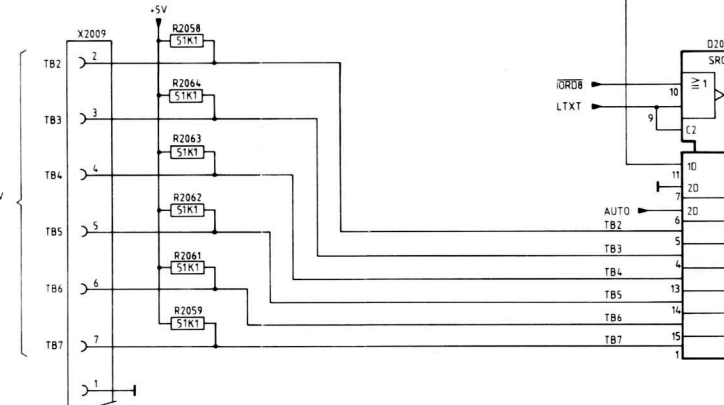 +5V
X2009
R2058
51K1
TB2
2
R2064
51K1
TB3
3
R2063
51K1
TB4
4
R2062
51K1
TB5
5
R2061
51K1
TB6
6
R2059
51K1
TB7
7
1
D20
SRG
IORD8
10
≥1
LTXT
9
C2
1D
11
2D
7
AUTO
2D
6
TB2
5
TB3
4
TB4
13
TB5
14
TB6
15
TB7
1